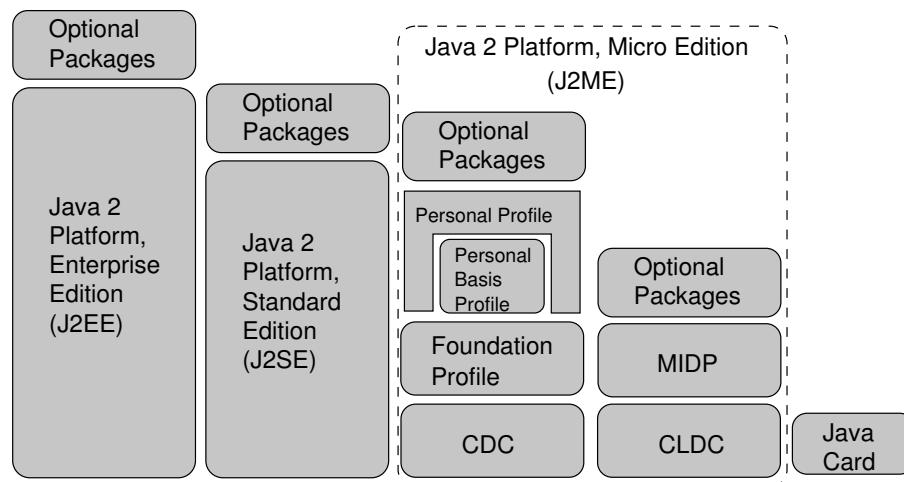 Optional
Packages
Java 2
Platform,
Enterprise
Edition
(J2EE)
Optional
Packages
Java 2
Platform,
Standard
Edition
(J2SE)
Java 2 Platform, Micro Edition
(J2ME)
Optional
Packages
Personal Profile
Personal
Basis
Profile
Foundation
Profile
CDC
Optional
Packages
MIDP
CLDC
Java
Card